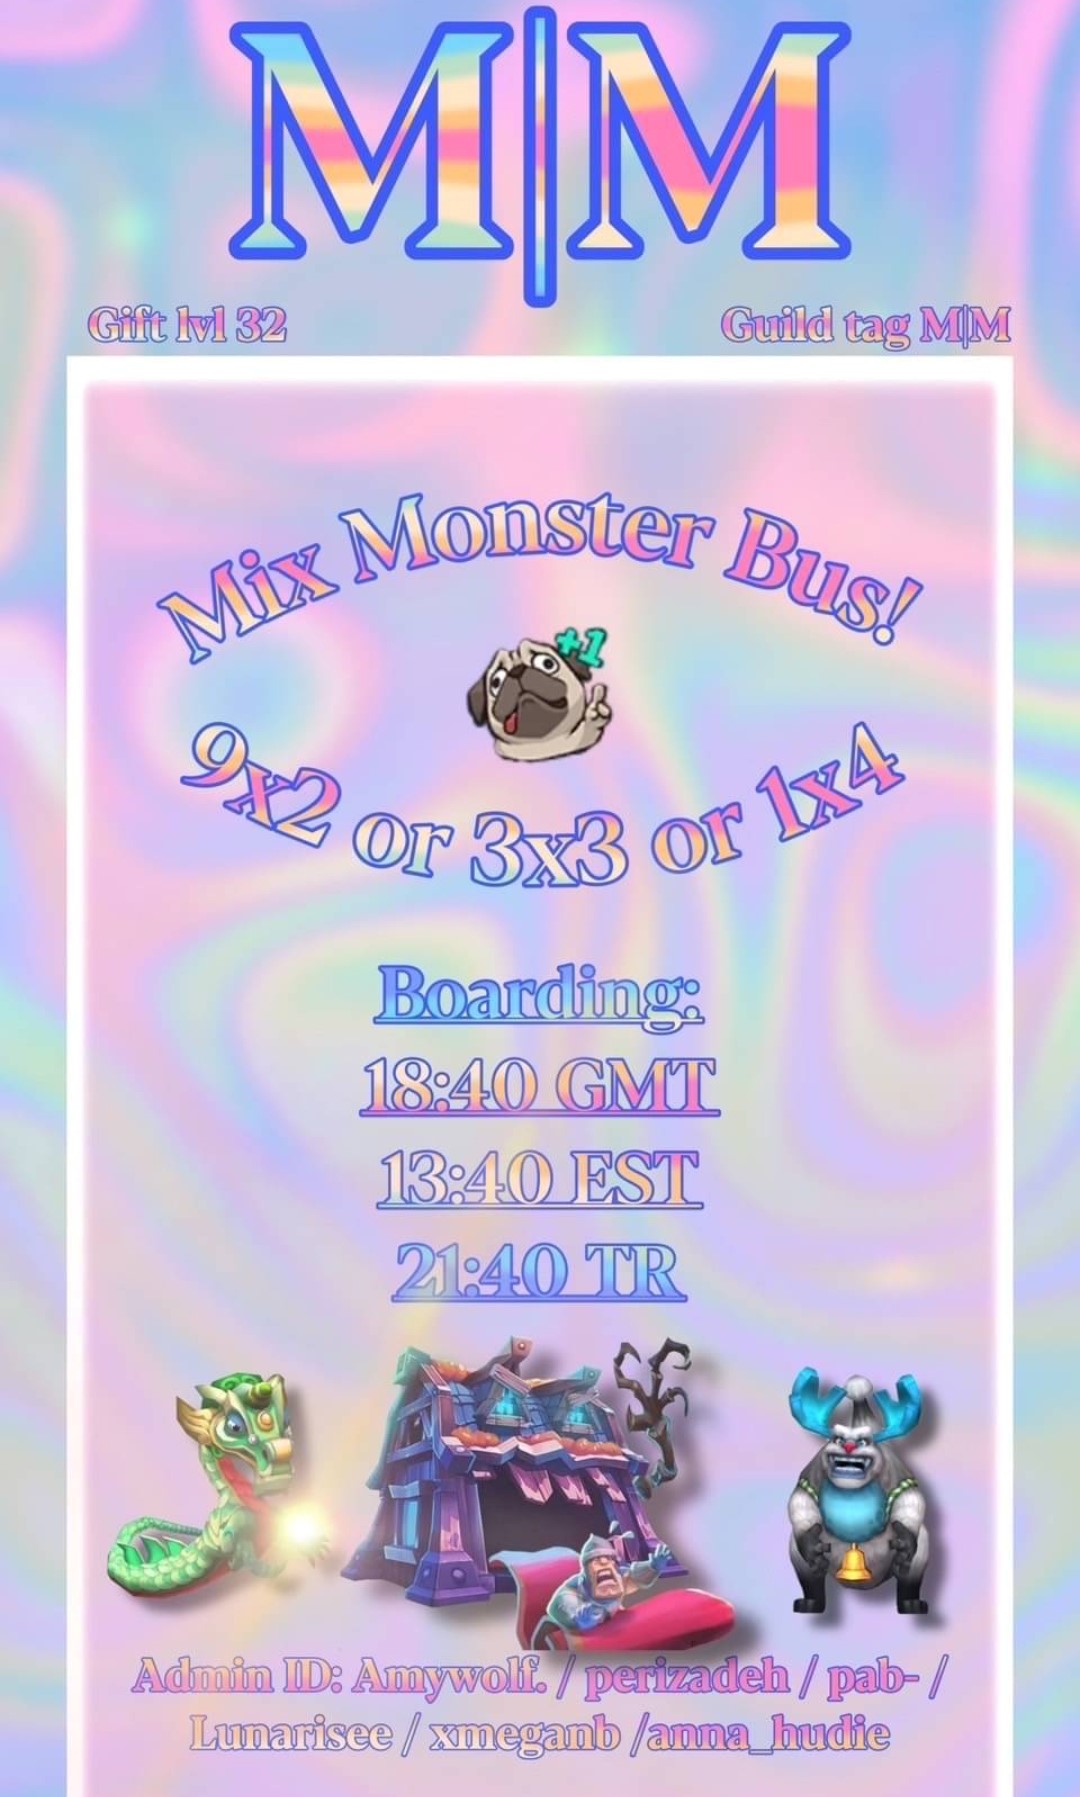 M|M
Gift lvl 32
Guild tag M|M
Mix Monster Bus!
+1
9x2 or 3x3 or 1x4
Boarding:
18:40 GMT
13:40 EST
21:40 TR
Admin ID: Amywolf. / perizadeh / pab- /
Lunarisee / xmeganb /anna_hudie